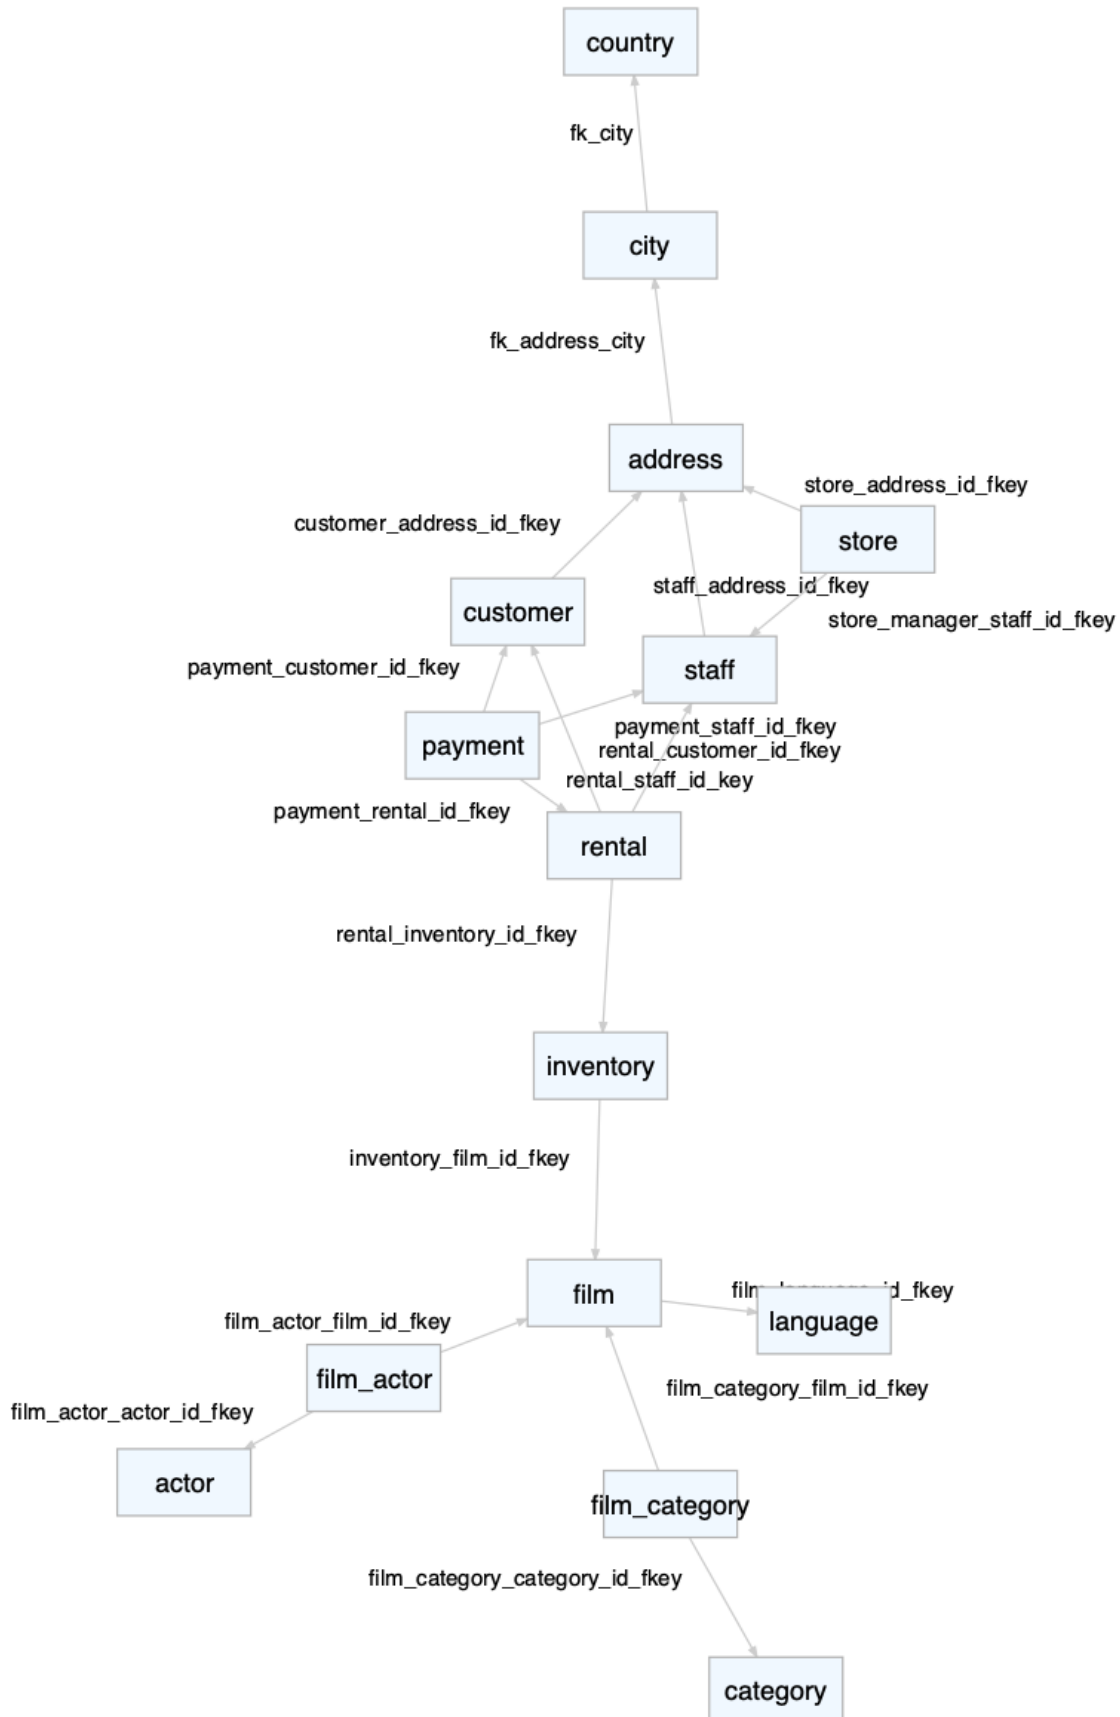 country
fk_city
city
fk_address_city
address
store_address_id_fkey
customer_address_id_fkey
store
staff_address_id_fkey
customer
store_manager_staff_id_fkey
payment_customer_id_fkey
staff
payment_staff_id_fkey
payment
rental_customer_id_fkey
rental_staff_id_key
payment_rental_id_fkey
rental
rental_inventory_id_fkey
inventory
inventory_film_id_fkey
film_language_id_fkey
film
language
film_actor_film_id_fkey
film_actor
film_category_film_id_fkey
film_actor_actor_id_fkey
actor
film_category
film_category_category_id_fkey
category